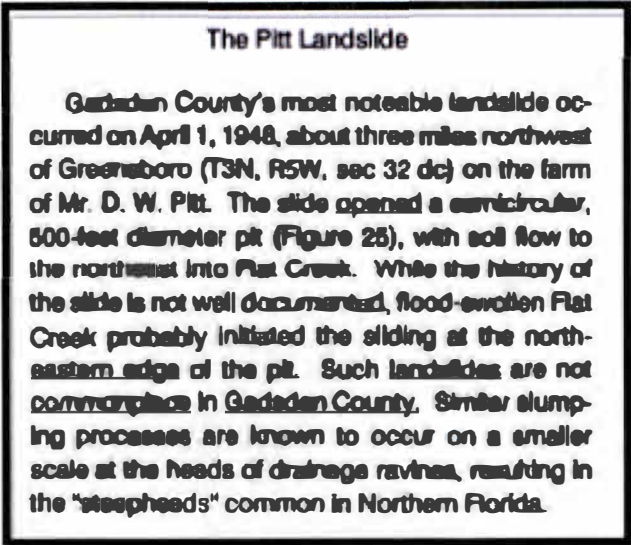 The Pitt Landslide
Gadsden County's most noteable landslide oc-
curred on April 1, 1948, about three miles northwest
of Greensboro (T3N, R5W, sec 32 dc) on the farm
of Mr. D. W. Pitt. The slide opened a semicircular,
500-feet diameter pit (Figure 25), with soil flow to
the northeast into Flat Creek. While the history of
the slide is not well documented, flood-swollen Flat
Creek probably initiated the sliding at the north-
eastern edge of the pit. Such landslides are not
commonplace in Gadsden County. Similar slump-
ing processes are known to occur on a smaller
scale at the heads of drainage ravines, resulting in
the "steepheads" common in Northern Florida.